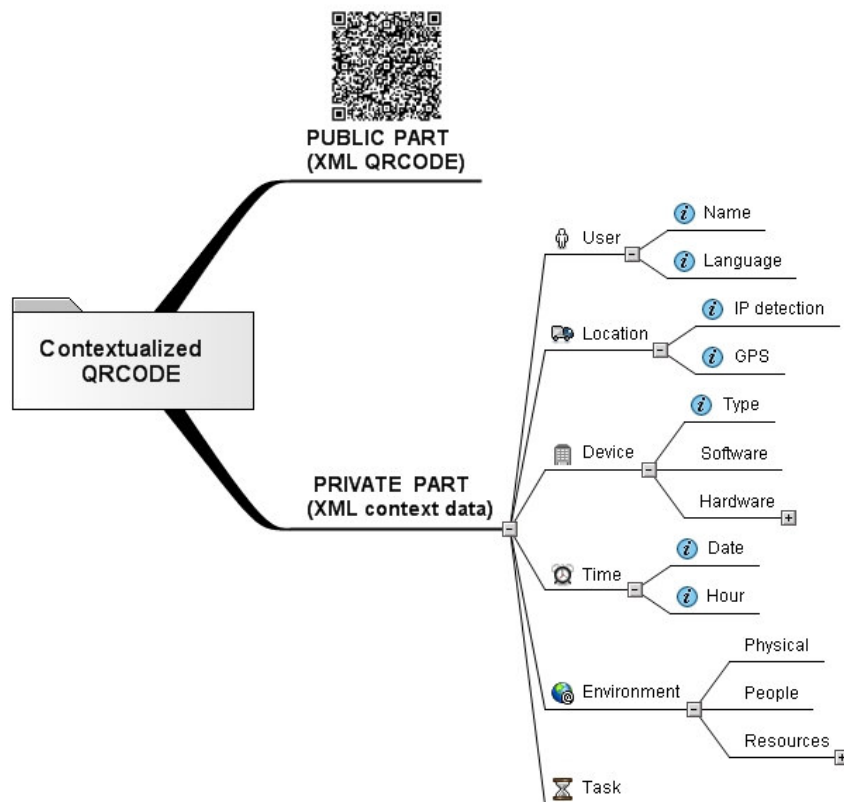 PUBLIC PART
(XML QRCODE)
Contextualized
QRCODE
PRIVATE PART
(XML context data)
User
Name
Language
Location
IP detection
GPS
Device
Type
Software
Hardware
Time
Date
Hour
Environment
Physical
People
Resources
Task